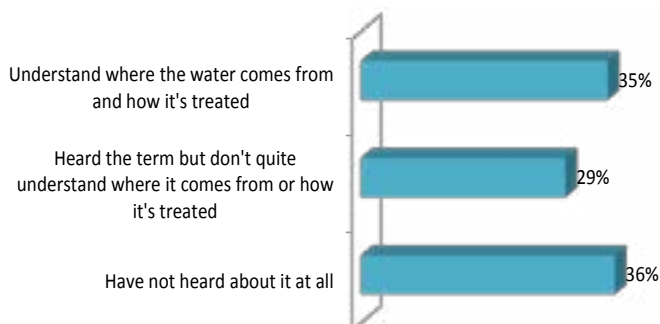 Understand where the water comes from
and how it's treated
35%
Heard the term but don't quite
understand where it comes from or how
it's treated
29%
Have not heard about it at all
36%